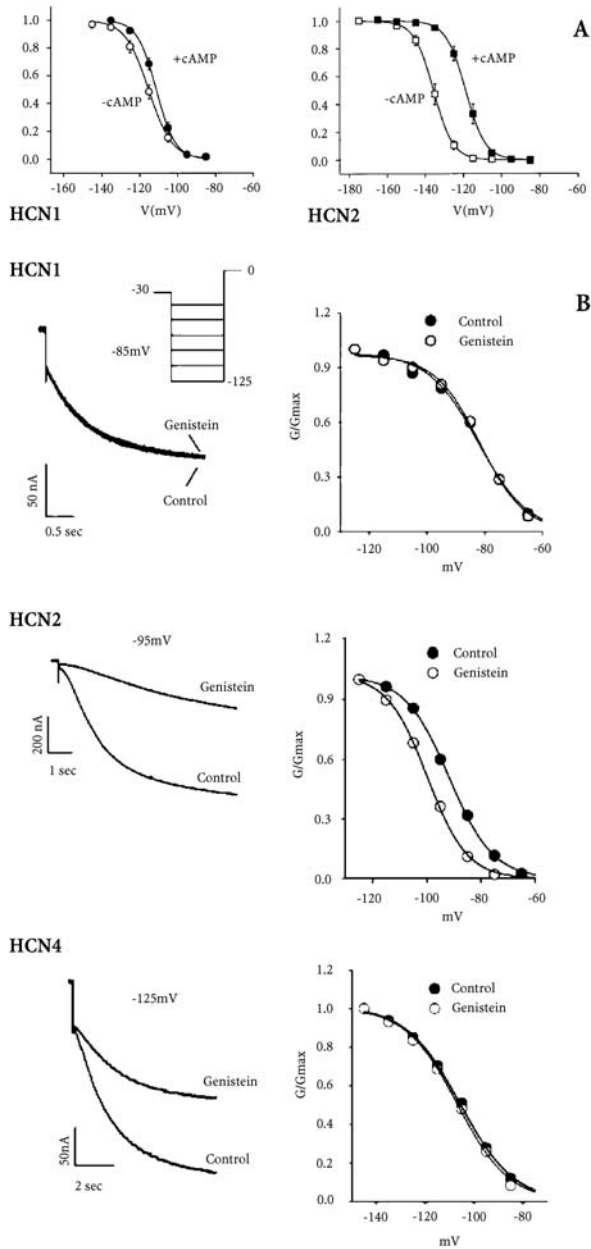 A
1.0
0.8
0.6
0.4
0.2
0.0
+cAMP
-cAMP
-160 -140 -120 -100 -80 -60
V(mV)
HCN1
1.0
0.8
0.6
0.4
0.2
0.0
+cAMP
-cAMP
-175 -160 -140 -120 -100 -80 -60
V(mV)
HCN2
HCN1
-30
0
-85mV
-125
Genistein
Control
50 nA
0.5 sec
B
Control
Genistein
G/Gmax
1.2
0.9
0.6
0.3
0.0
-120 -100 -80 -60
mV
HCN2
-95mV
Genistein
Control
200 nA
1 sec
Control
Genistein
G/Gmax
1.2
0.9
0.6
0.3
0.0
-120 -100 -80 -60
mV
HCN4
-125mV
Genistein
Control
50nA
2 sec
Control
Genistein
G/Gmax
1.2
1.0
0.8
0.6
0.4
0.2
0.0
-140 -120 -100 -80
mV